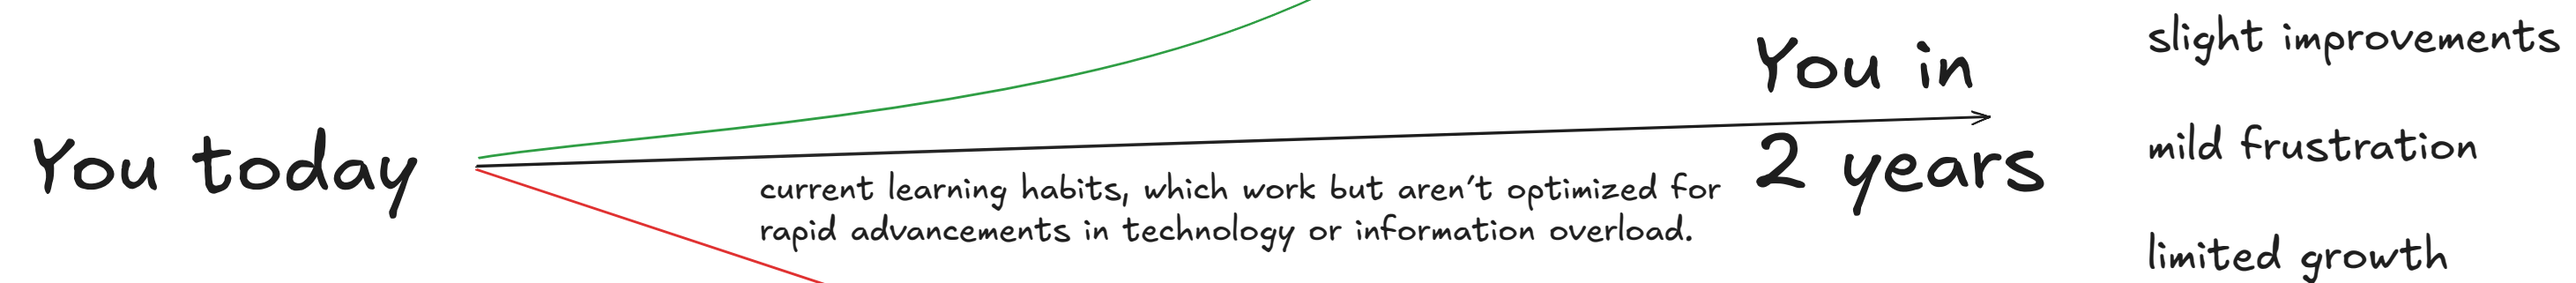 You today
current learning habits, which work but aren't optimized for
rapid advancements in technology or information overload.
You in
2 years
slight improvements
mild frustration
limited growth